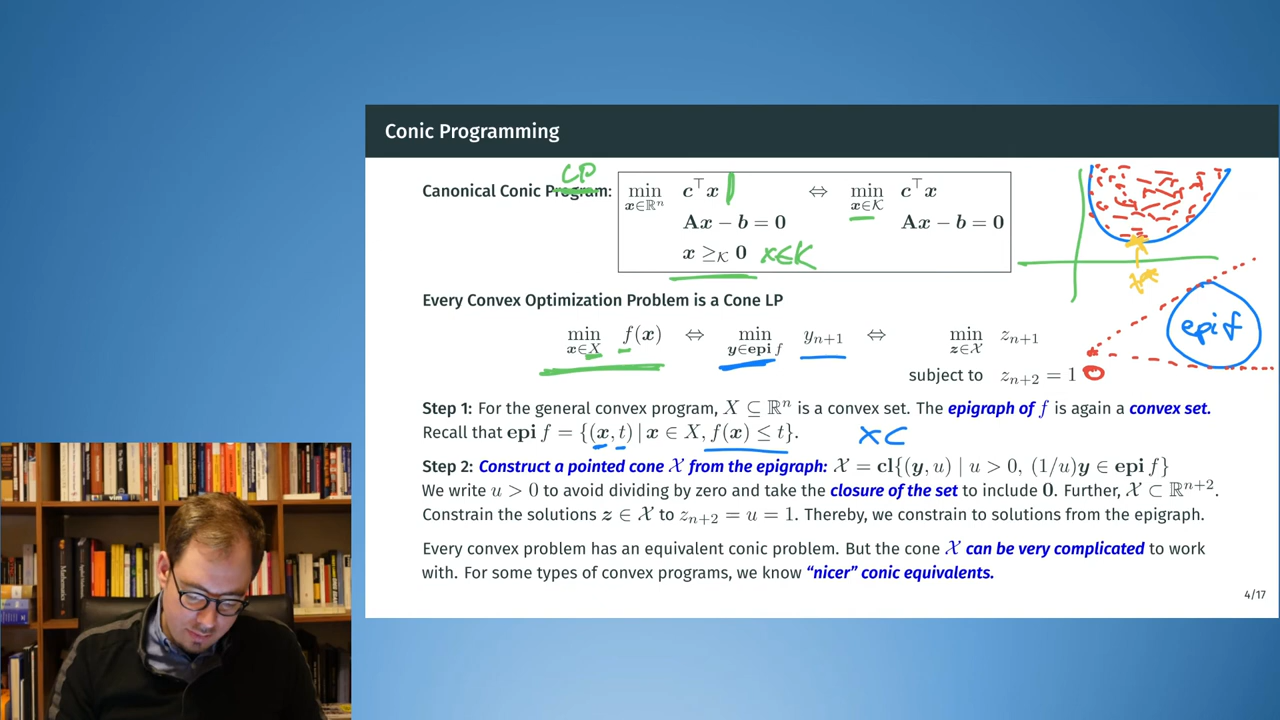 Conic Programming
LP
Canonical Conic Program: min x∈ℝⁿ c⊤x ⇔ min x∈𝒦 c⊤x
Ax − b = 0 Ax − b = 0
x ≥𝒦 0 x∈K
Every Convex Optimization Problem is a Cone LP
min x∈X f(x) ⇔ min y∈epi f yₙ₊₁ ⇔ min z∈𝒳 zₙ₊₁
subject to zₙ₊₂ = 1
epi f
Step 1: For the general convex program, X ⊆ ℝⁿ is a convex set. The epigraph of f is again a convex set.
Recall that epi f = {(x, t) | x ∈ X, f(x) ≤ t}. X⊂
Step 2: Construct a pointed cone 𝒳 from the epigraph: 𝒳 = cl{(y, u) | u > 0, (1/u)y ∈ epi f}
We write u > 0 to avoid dividing by zero and take the closure of the set to include 0. Further, 𝒳 ⊂ ℝⁿ⁺².
Constrain the solutions z ∈ 𝒳 to zₙ₊₂ = u = 1. Thereby, we constrain to solutions from the epigraph.
Every convex problem has an equivalent conic problem. But the cone 𝒳 can be very complicated to work
with. For some types of convex programs, we know “nicer” conic equivalents.
4/17